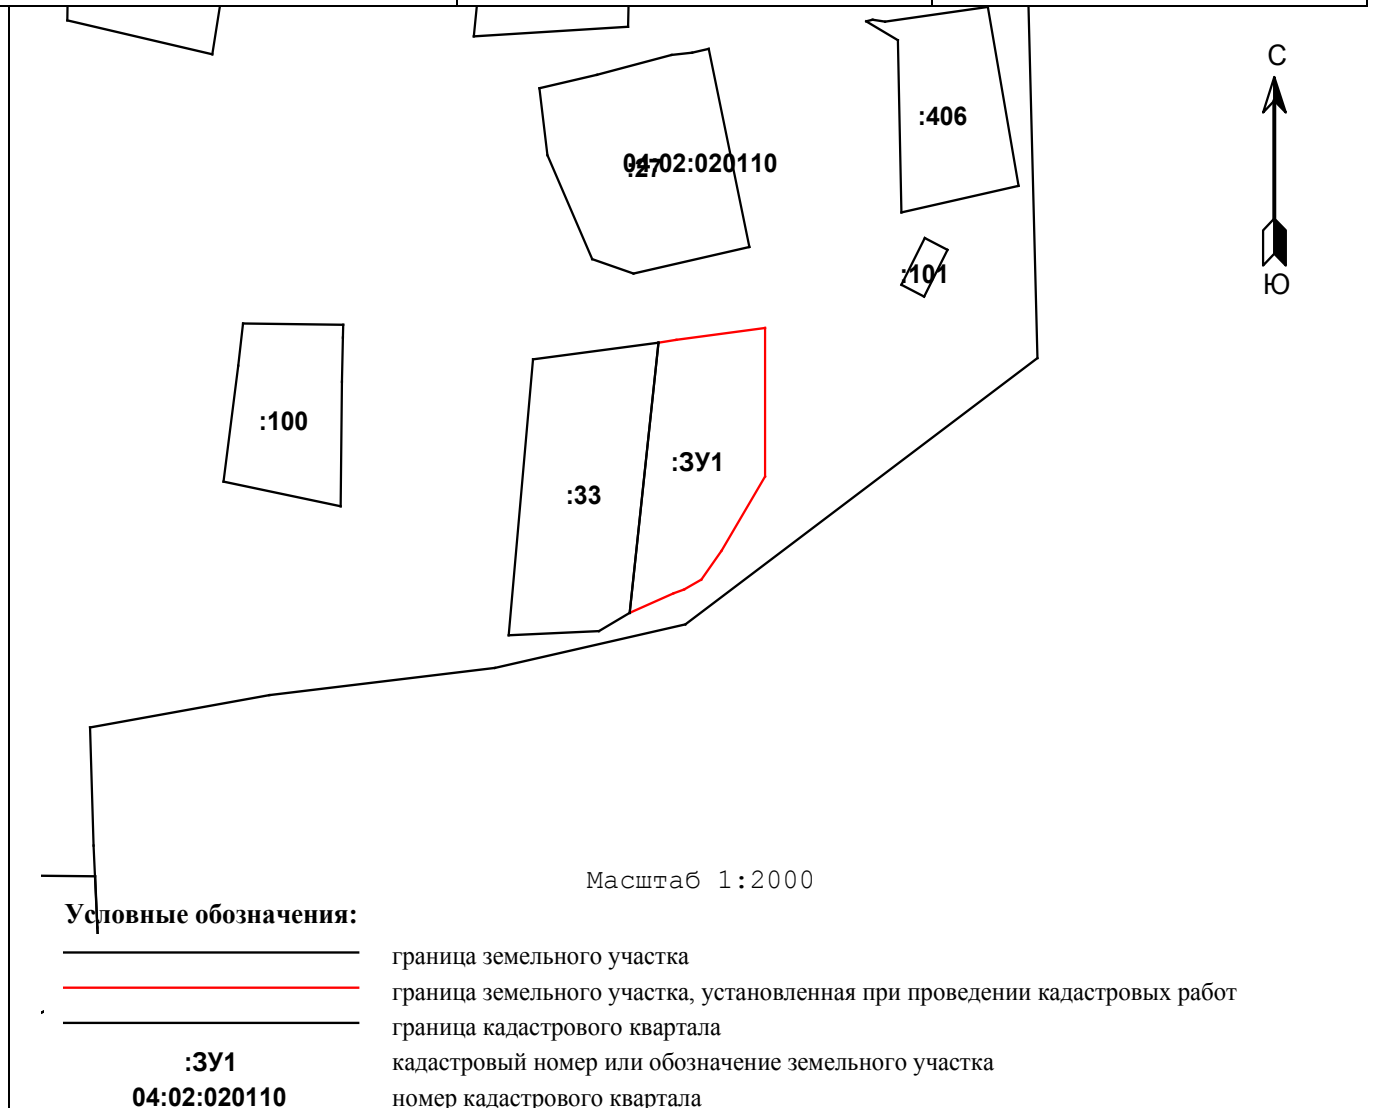 С
:406
04:02:020110
:27
:101
Ю
:100
:ЗУ1
:33
Масштаб 1:2000
Условные обозначения:
граница земельного участка
граница земельного участка, установленная при проведении кадастровых работ
граница кадастрового квартала
:ЗУ1 кадастровый номер или обозначение земельного участка
04:02:020110 номер кадастрового квартала